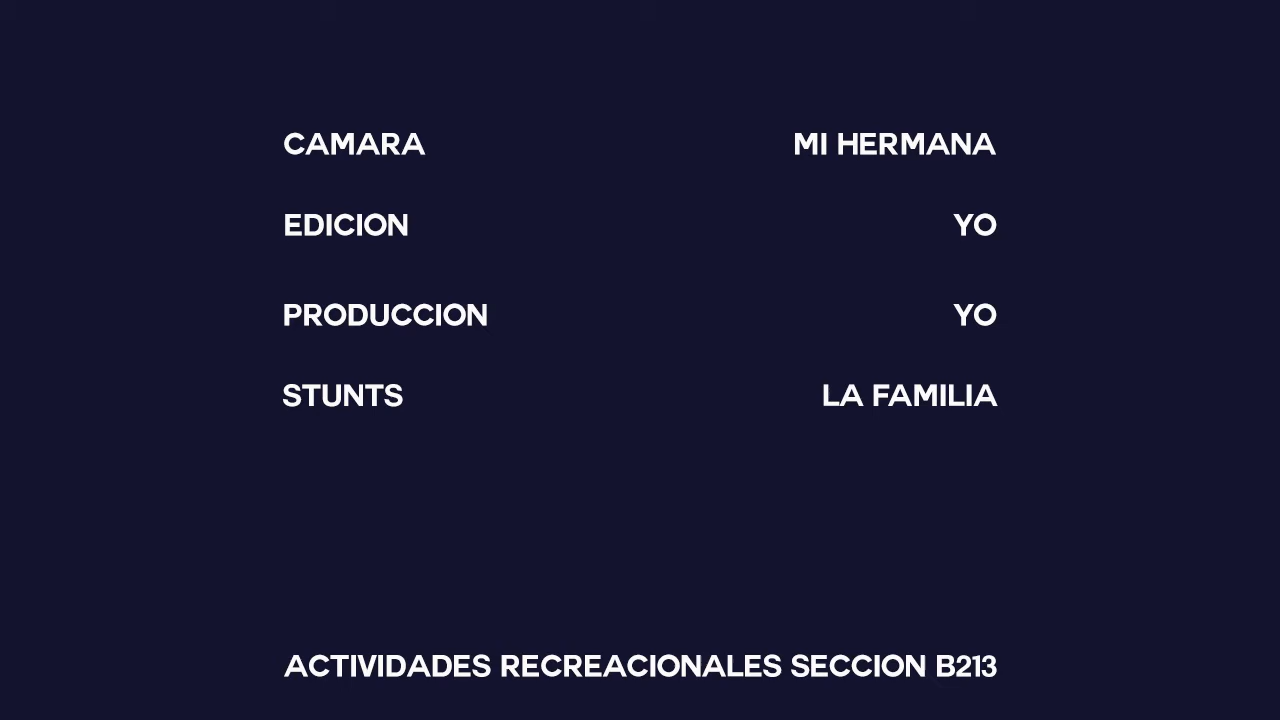 CAMARA MI HERMANA
EDICION YO
PRODUCCION YO
STUNTS LA FAMILIA
ACTIVIDADES RECREACIONALES SECCION B213